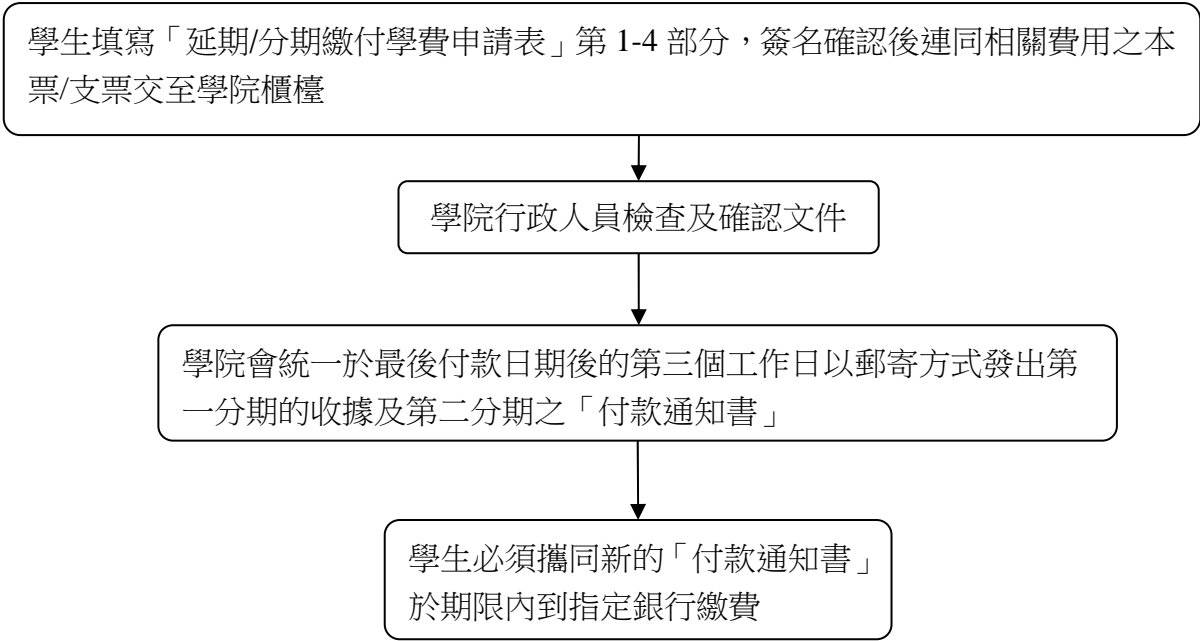 學生填寫「延期/分期繳付學費申請表」第 1-4 部分，簽名確認後連同相關費用之本
票/支票交至學院櫃檯
學院行政人員檢查及確認文件
學院會統一於最後付款日期後的第三個工作日以郵寄方式發出第
一分期的收據及第二分期之「付款通知書」
學生必須攜同新的「付款通知書」
於期限內到指定銀行繳費